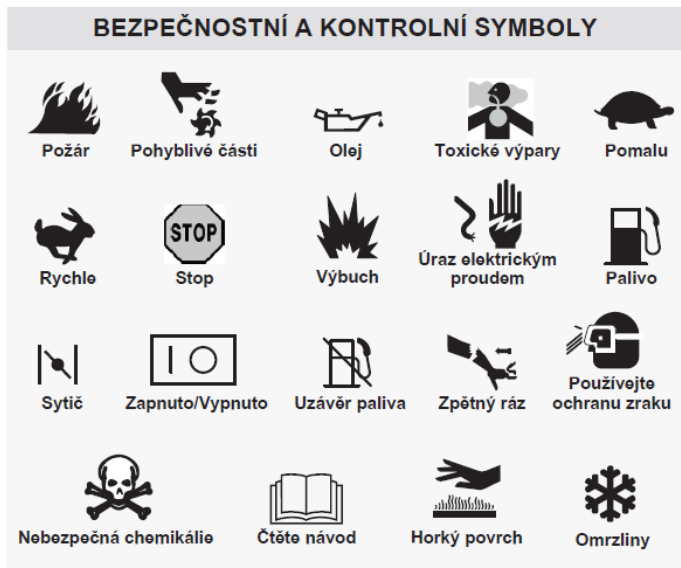 BEZPEČNOSTNÍ A KONTROLNÍ SYMBOLY
Požár
Pohyblivé části
Olej
Toxické výpary
Pomalu
Rychle
STOP
Stop
Výbuch
Úraz elektrickým
proudem
Palivo
Sytič
Zapnuto/Vypnuto
Uzávěr paliva
Zpětný ráz
Používejte
ochranu zraku
Nebezpečná chemikálie
Čtěte návod
Horký povrch
Omrzliny